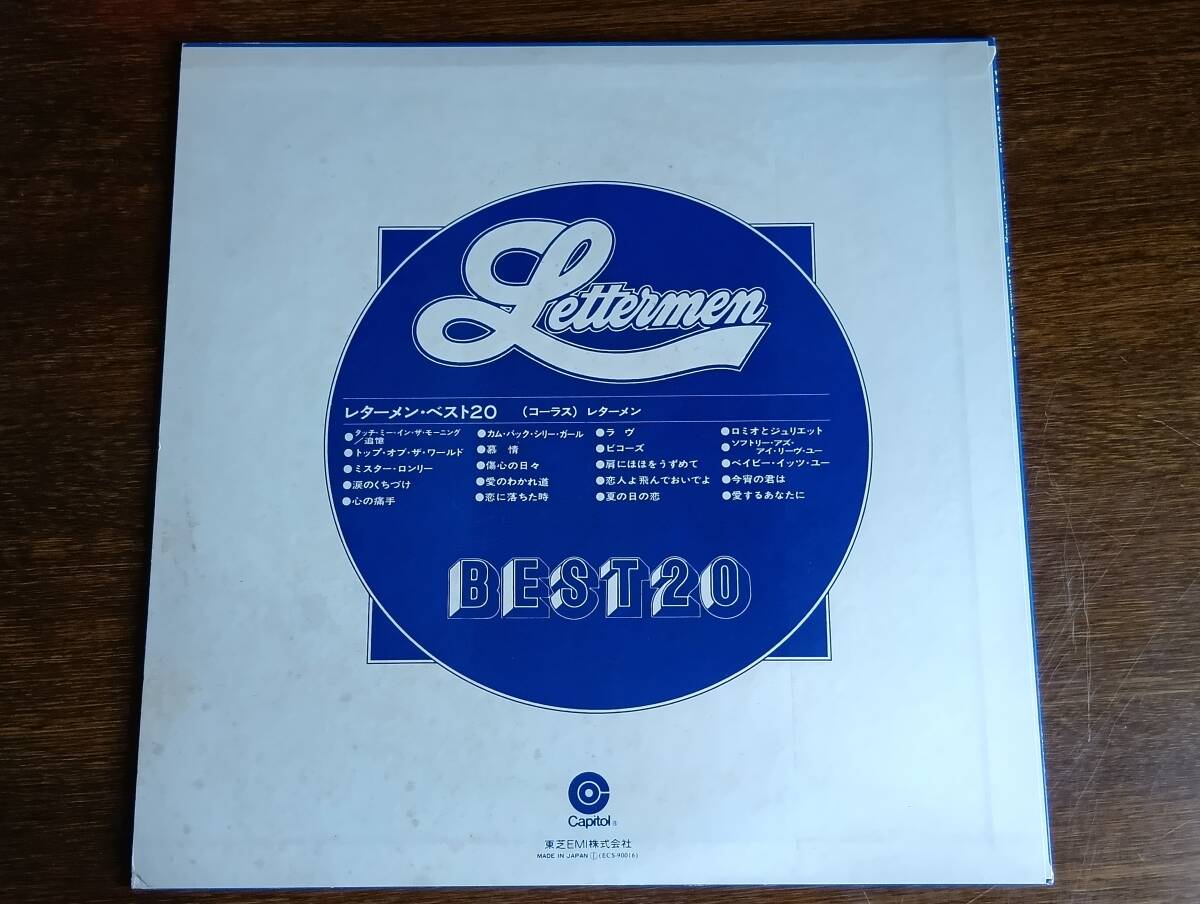 Lettermen
レターメン・ベスト20 (コーラス) レターメン
●タッチ・ミー・イン・ザ・モーニング
/追憶
●トップ・オブ・ザ・ワールド
●ミスター・ロンリー
●涙のくちづけ
●心の痛手
●カム・バック・シリー・ガール
●慕情
●傷心の日々
●愛のわかれ道
●恋に落ちた時
●ラヴ
●ビコーズ
●肩にほほをうずめて
●恋人よ飛んでおいでよ
●夏の日の恋
●ロミオとジュリエット
●ソフトリー・アズ・
アイ・リーヴ・ユー
●ベイビー・イッツ・ユー
●今宵の君は
●愛するあなたに
BEST20
Capitol®
東芝EMI株式会社
MADE IN JAPAN Ⓣ (ECS-90016)